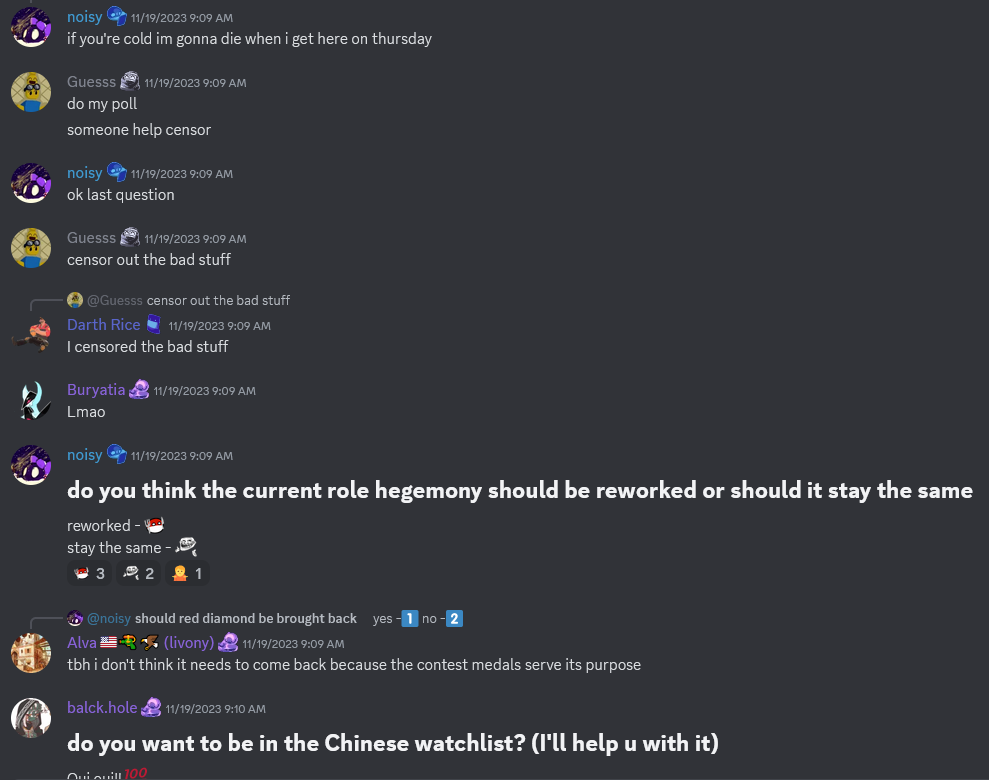 noisy 11/19/2023 9:09 AM
if you're cold im gonna die when i get here on thursday
Guesss 11/19/2023 9:09 AM
do my poll
someone help censor
noisy 11/19/2023 9:09 AM
ok last question
Guesss 11/19/2023 9:09 AM
censor out the bad stuff
@Guesss censor out the bad stuff
Darth Rice 11/19/2023 9:09 AM
I censored the bad stuff
Buryatia 11/19/2023 9:09 AM
Lmao
noisy 11/19/2023 9:09 AM
do you think the current role hegemony should be reworked or should it stay the same
reworked -
stay the same -
3 2 1
@noisy should red diamond be brought back yes -1 no -2
Alva (livony) 11/19/2023 9:09 AM
tbh i don't think it needs to come back because the contest medals serve its purpose
balck.hole 11/19/2023 9:10 AM
do you want to be in the Chinese watchlist? (I'll help u with it)
Oui oui!! 100